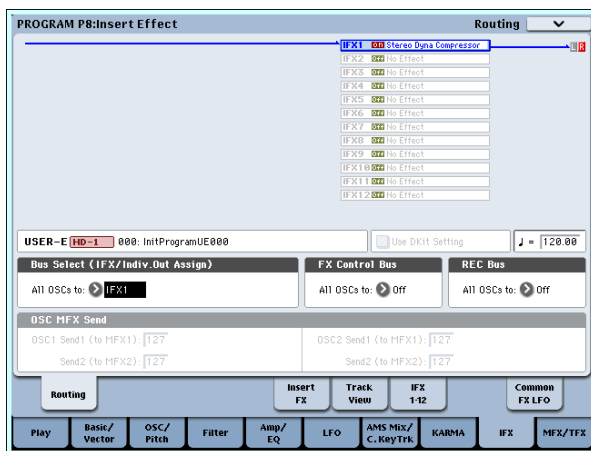 PROGRAM P8:Insert Effect Routing
IFX1 On Stereo Dyna Compressor L R
IFX2 Off No Effect
IFX3 Off No Effect
IFX4 Off No Effect
IFX5 Off No Effect
IFX6 Off No Effect
IFX7 Off No Effect
IFX8 Off No Effect
IFX9 Off No Effect
IFX10 Off No Effect
IFX11 Off No Effect
IFX12 Off No Effect
USER-E HD-1 000: InitProgramUE000 Use DKit Setting ♩ = 120.00
Bus Select (IFX/Indiv.Out Assign) FX Control Bus REC Bus
All OSCs to: IFX1 All OSCs to: Off All OSCs to: Off
OSC MFX Send
OSC1 Send1 (to MFX1): 127 OSC2 Send1 (to MFX1): 127
Send2 (to MFX2): 127 Send2 (to MFX2): 127
Routing Insert FX Track View IFX 1-12 Common FX LFO
Play Basic/Vector OSC/Pitch Filter Amp/EQ LFO AMS Mix/C.KeyTrk KARMA IFX MFX/TFX